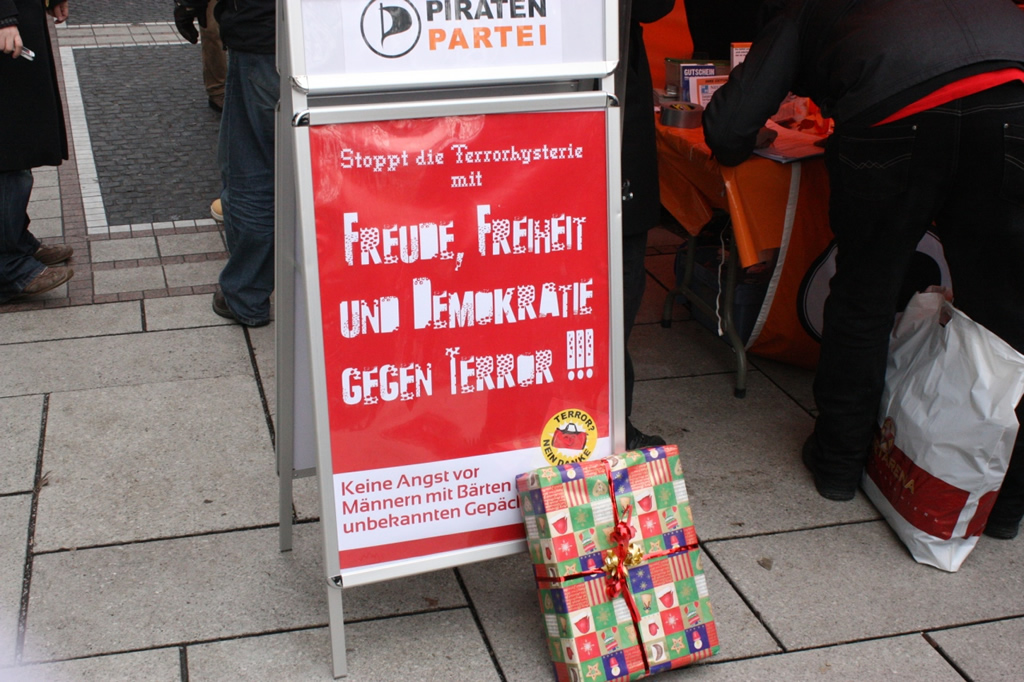 PIRATEN
PARTEI
Stoppt die Terrorhysterie
mit
FREUDE, FREIHEIT
UND DEMOKRATIE
GEGEN TERROR !!!
TERROR?
NEIN DANKE
Keine Angst vor
Männern mit Bärten
unbekannten Gepäc
GUTSCHEIN